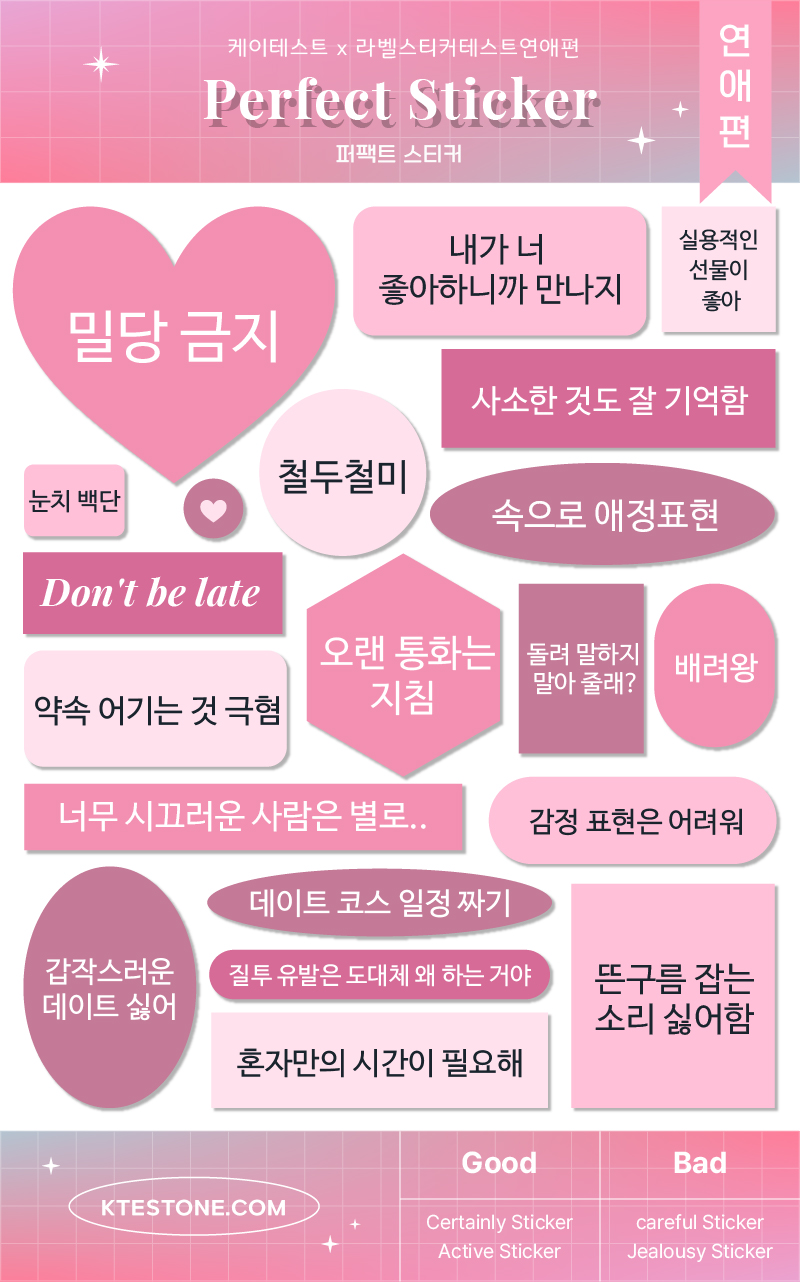 케이테스트 x 라벨스티커테스트연애편
연애편
Perfect Sticker
퍼팩트 스티커
밀당 금지
내가 너
좋아하니까 만나지
실용적인
선물이
좋아
사소한 것도 잘 기억함
철두철미
눈치 백단
속으로 애정표현
Don't be late
오랜 통화는
지침
돌려 말하지
말아 줄래?
배려왕
약속 어기는 것 극혐
너무 시끄러운 사람은 별로..
감정 표현은 어려워
데이트 코스 일정 짜기
갑작스러운
데이트 싫어
질투 유발은 도대체 왜 하는 거야
뜬구름 잡는
소리 싫어함
혼자만의 시간이 필요해
KTESTONE.COM
Good
Bad
Certainly Sticker
Active Sticker
careful Sticker
Jealousy Sticker